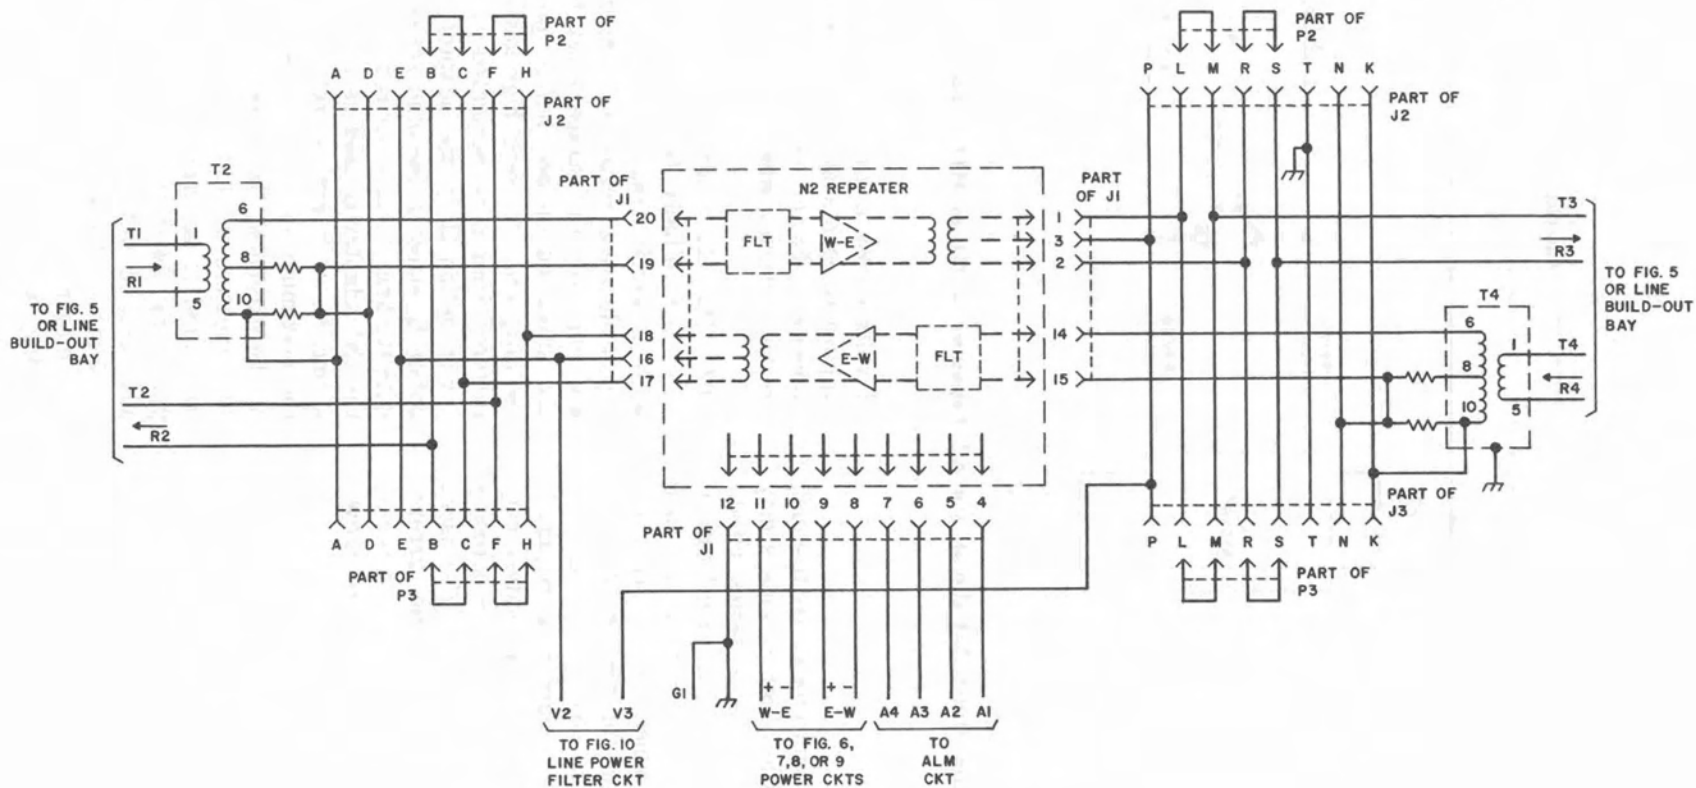 PART OF
P2
A D E B C F H
PART OF
J2
T2
6
T1
1
8
R1
5
10
TO FIG. 5
OR LINE
BUILD-OUT
BAY
T2
R2
A D E B C F H
PART OF
P3
PART OF
J1
20
19
18
16
17
N2 REPEATER
FLT
W-E
E-W
FLT
PART
OF J1
1
3
2
14
15
12 11 10 9 8 7 6 5 4
PART OF
J1
G1
+ -
W-E
+ -
E-W
A4 A3 A2 A1
V2 V3
TO FIG. 10
LINE POWER
FILTER CKT
TO FIG. 6,
7,8, OR 9
POWER CKTS
TO
ALM
CKT
PART OF
P2
P L M R S T N K
PART OF
J2
T3
R3
T4
6
1
T4
8
R4
10
5
TO FIG. 5
OR LINE
BUILD-OUT
BAY
PART OF
J3
P L M R S T N K
PART OF
P3